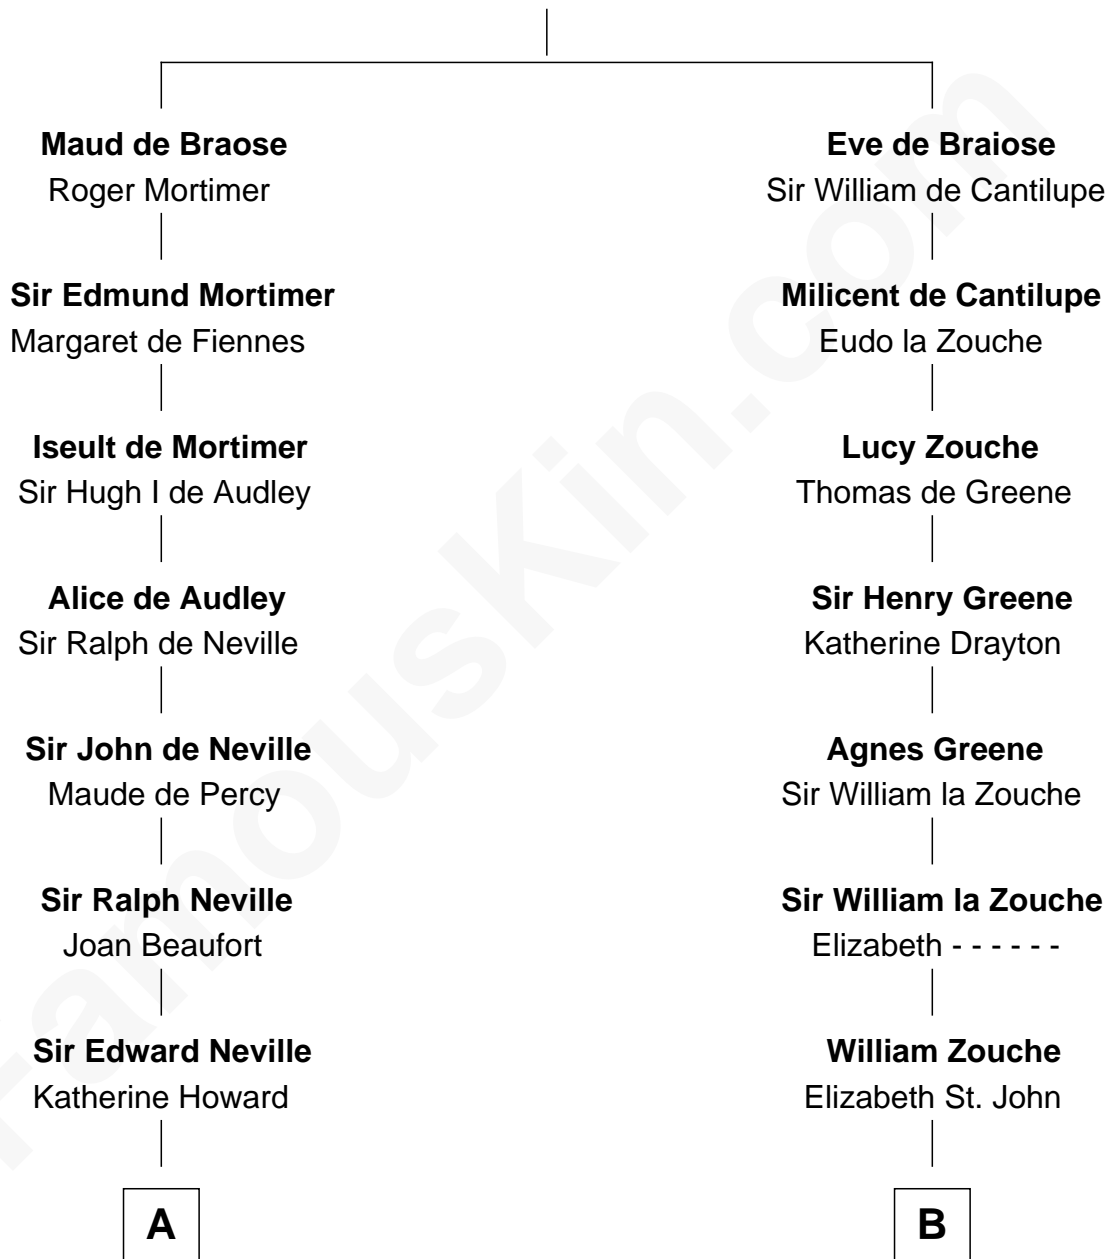 Maud de Braose
Roger Mortimer
Sir Edmund Mortimer
Margaret de Fiennes
Iseult de Mortimer
Sir Hugh I de Audley
Alice de Audley
Sir Ralph de Neville
Sir John de Neville
Maude de Percy
Sir Ralph Neville
Joan Beaufort
Sir Edward Neville
Katherine Howard
A
Eve de Braiose
Sir William de Cantilupe
Milicent de Cantilupe
Eudo la Zouche
Lucy Zouche
Thomas de Greene
Sir Henry Greene
Katherine Drayton
Agnes Greene
Sir William la Zouche
Sir William la Zouche
Elizabeth - - - - - -
William Zouche
Elizabeth St. John
B
FamousKin.com